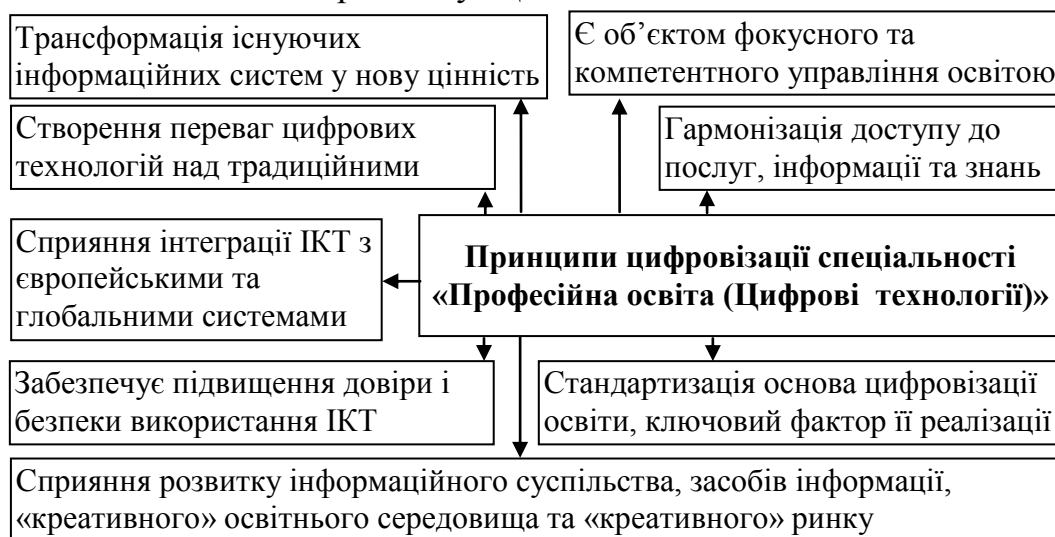 Трансформація існуючих
інформаційних систем у нову цінність
Є об’єктом фокусного та
компетентного управління освітою
Створення переваг цифрових
технологій над традиційними
Гармонізація доступу до
послуг, інформації та знань
Сприяння інтеграції ІКТ з
європейськими та
глобальними системами
Принципи цифровізації спеціальності
«Професійна освіта (Цифрові технології)»
Забезпечує підвищення довіри і
безпеки використання ІКТ
Стандартизація основа цифровізації
освіти, ключовий фактор її реалізації
Сприяння розвитку інформаційного суспільства, засобів інформації,
«креативного» освітнього середовища та «креативного» ринку